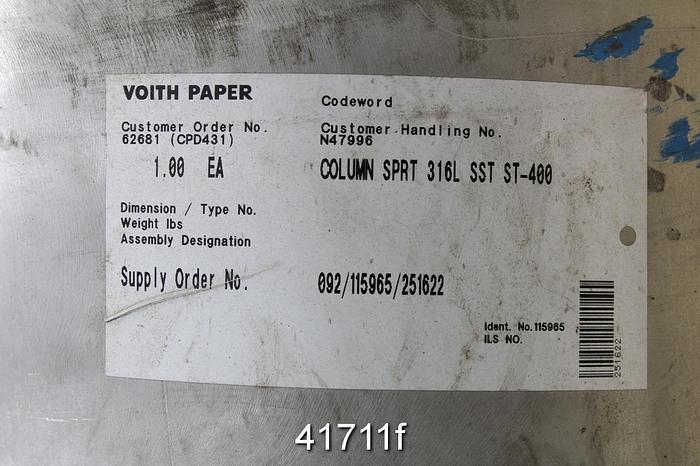 VOITH PAPER
Codeword
Customer Order No.
62681 (CPD431)
Customer Handling No.
N47996
1.00 EA
COLUMN SPRT 316L SST ST-400
Dimension / Type No.
Weight lbs
Assembly Designation
Supply Order No.
092/115965/251622
Ident. No.115965
ILS NO.
251622
41711f